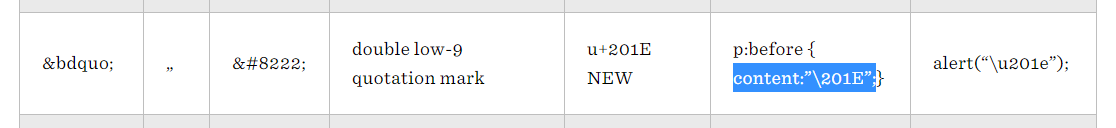 &bdquo;
„
&#8222;
double low-9
quotation mark
u+201E
NEW
p:before {
content:”\201E”;}
alert(“\u201e”);